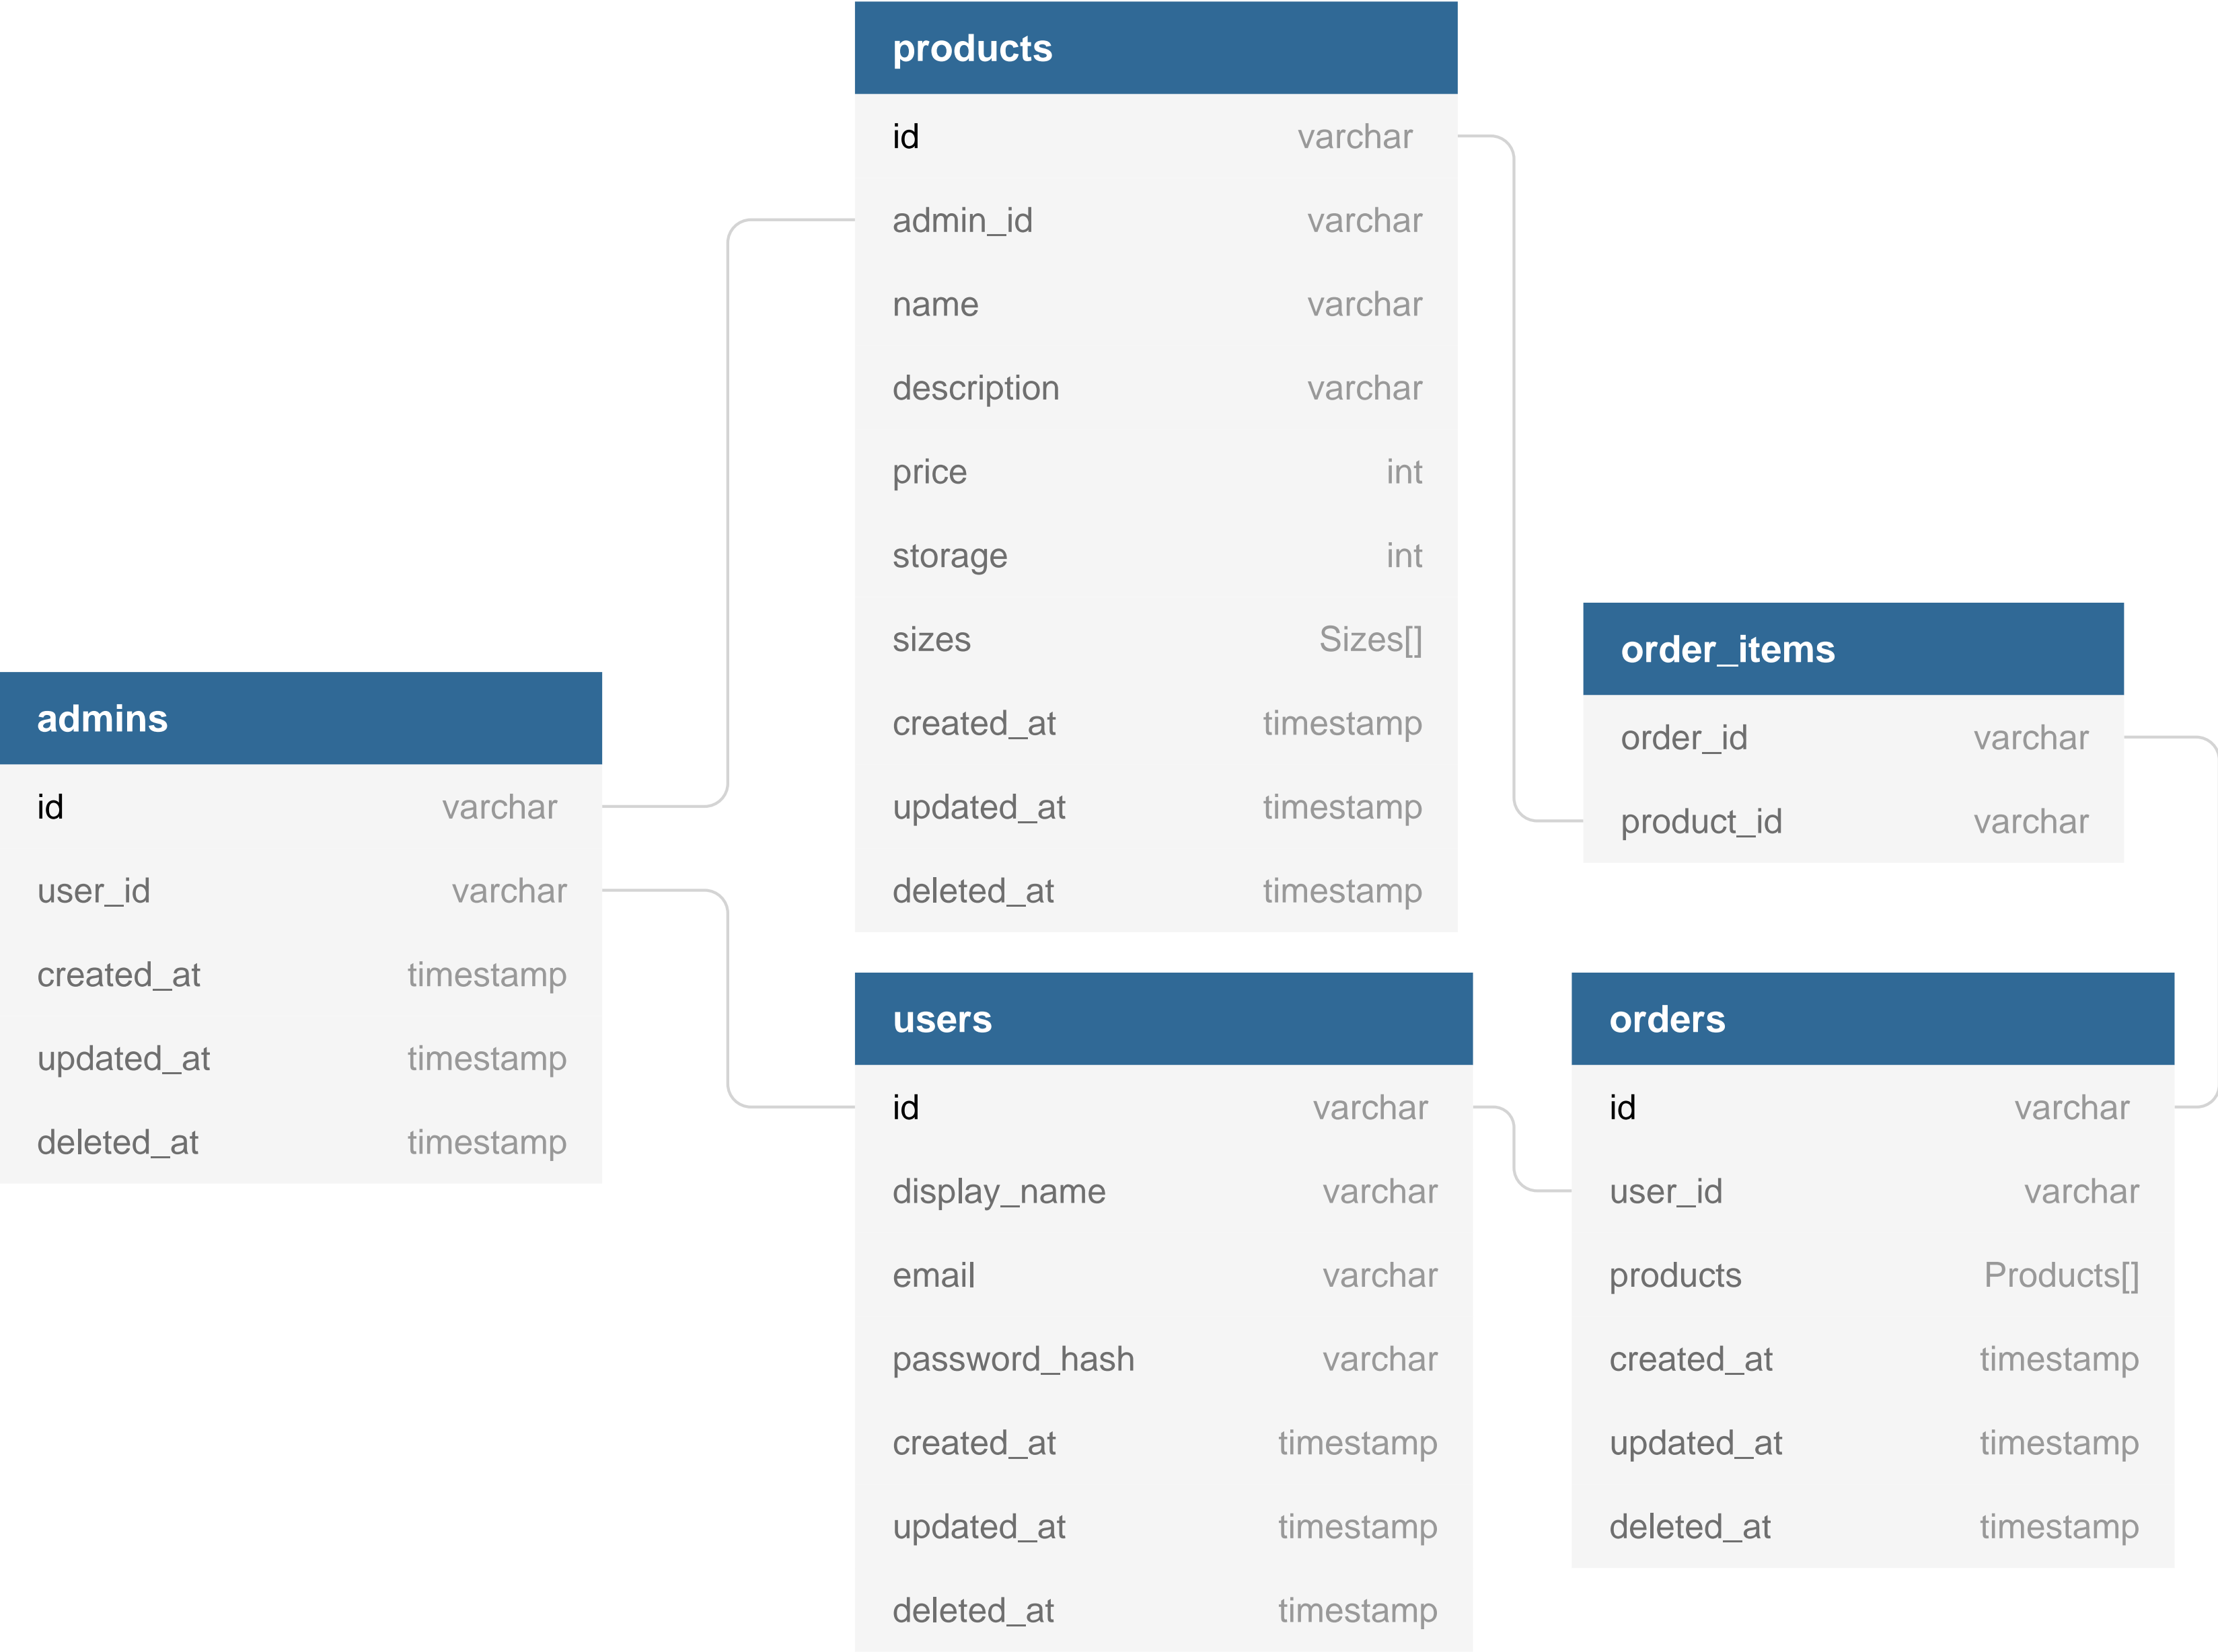 products
id varchar
admin_id varchar
name varchar
description varchar
price int
storage int
sizes Sizes[]
created_at timestamp
updated_at timestamp
deleted_at timestamp
order_items
order_id varchar
product_id varchar
admins
id varchar
user_id varchar
created_at timestamp
updated_at timestamp
deleted_at timestamp
users
id varchar
display_name varchar
email varchar
password_hash varchar
created_at timestamp
updated_at timestamp
deleted_at timestamp
orders
id varchar
user_id varchar
products Products[]
created_at timestamp
updated_at timestamp
deleted_at timestamp